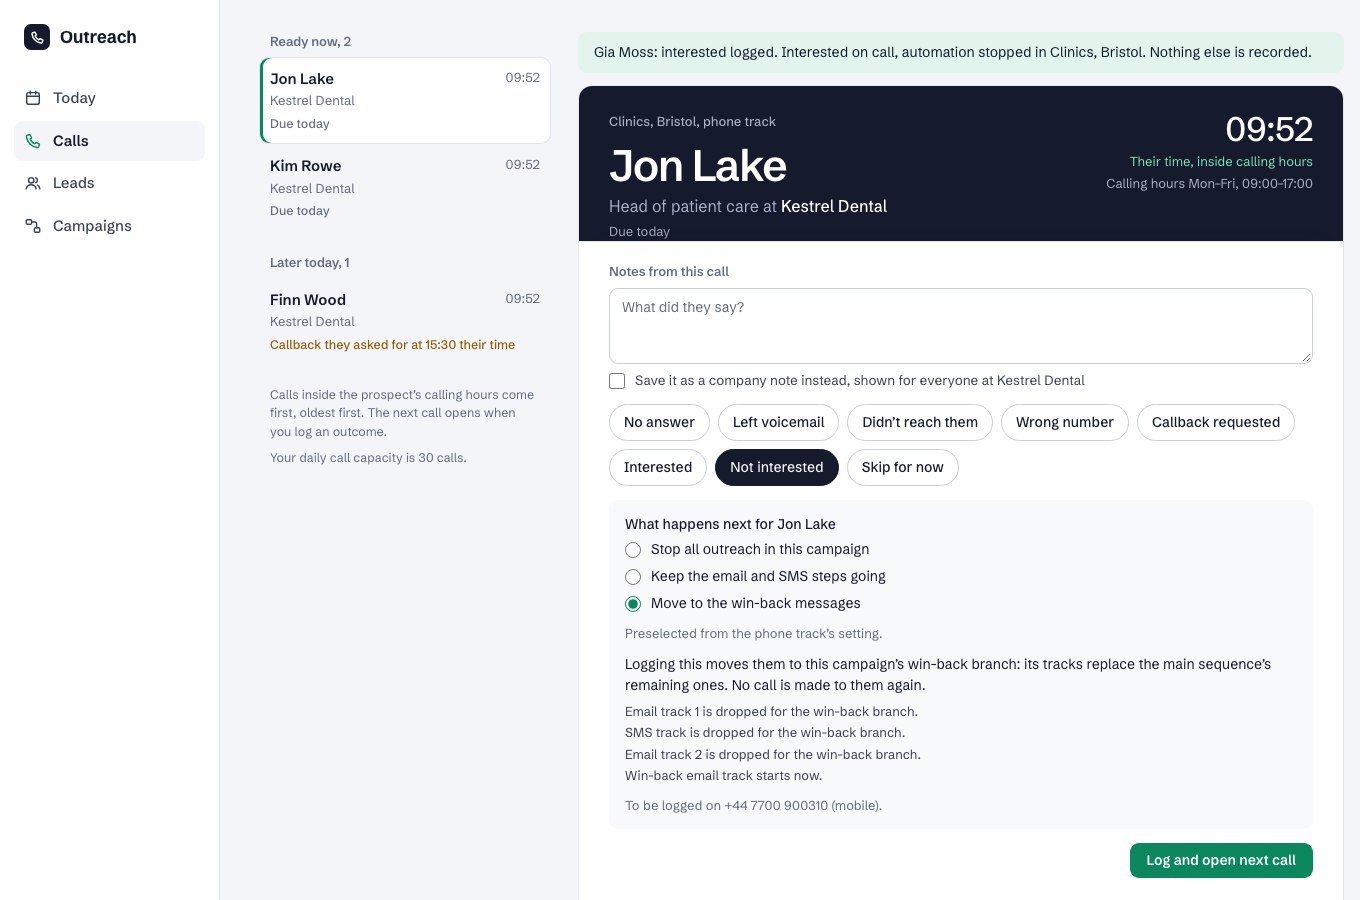 Outreach
Today
Calls
Leads
Campaigns
Ready now, 2
Jon Lake 09:52
Kestrel Dental
Due today
Kim Rowe 09:52
Kestrel Dental
Due today
Later today, 1
Finn Wood 09:52
Kestrel Dental
Callback they asked for at 15:30 their time
Calls inside the prospect’s calling hours come
first, oldest first. The next call opens when
you log an outcome.
Your daily call capacity is 30 calls.
Gia Moss: interested logged. Interested on call, automation stopped in Clinics, Bristol. Nothing else is recorded.
Clinics, Bristol, phone track
Jon Lake
Head of patient care at Kestrel Dental
Due today
09:52
Their time, inside calling hours
Calling hours Mon–Fri, 09:00–17:00
Notes from this call
What did they say?
Save it as a company note instead, shown for everyone at Kestrel Dental
No answer Left voicemail Didn’t reach them Wrong number Callback requested
Interested Not interested Skip for now
What happens next for Jon Lake
Stop all outreach in this campaign
Keep the email and SMS steps going
Move to the win-back messages
Preselected from the phone track’s setting.
Logging this moves them to this campaign’s win-back branch: its tracks replace the main sequence’s
remaining ones. No call is made to them again.
Email track 1 is dropped for the win-back branch.
SMS track is dropped for the win-back branch.
Email track 2 is dropped for the win-back branch.
Win-back email track starts now.
To be logged on +44 7700 900310 (mobile).
Log and open next call